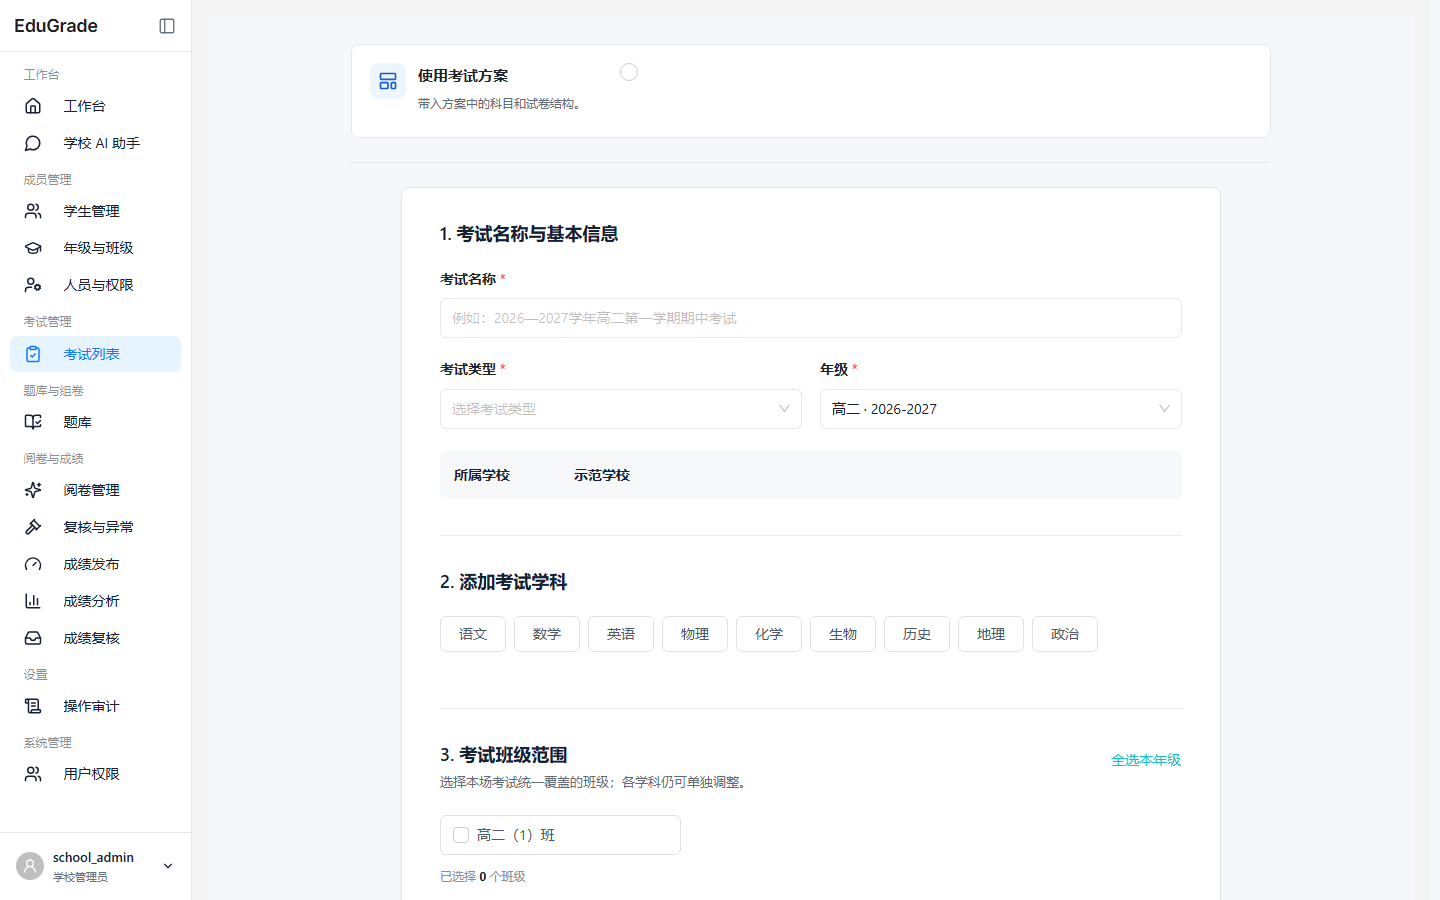 EduGrade
工作台
工作台
学校 AI 助手
成员管理
学生管理
年级与班级
人员与权限
考试管理
考试列表
题库与组卷
题库
阅卷与成绩
阅卷管理
复核与异常
成绩发布
成绩分析
成绩复核
设置
操作审计
系统管理
用户权限
school_admin
学校管理员
使用考试方案
带入方案中的科目和试卷结构。
1. 考试名称与基本信息
考试名称 *
例如：2026—2027学年高二第一学期期中考试
考试类型 *
年级 *
选择考试类型
高二 · 2026-2027
所属学校 示范学校
2. 添加考试学科
语文 数学 英语 物理 化学 生物 历史 地理 政治
3. 考试班级范围
全选本年级
选择本场考试统一覆盖的班级；各学科仍可单独调整。
高二（1）班
已选择 0 个班级